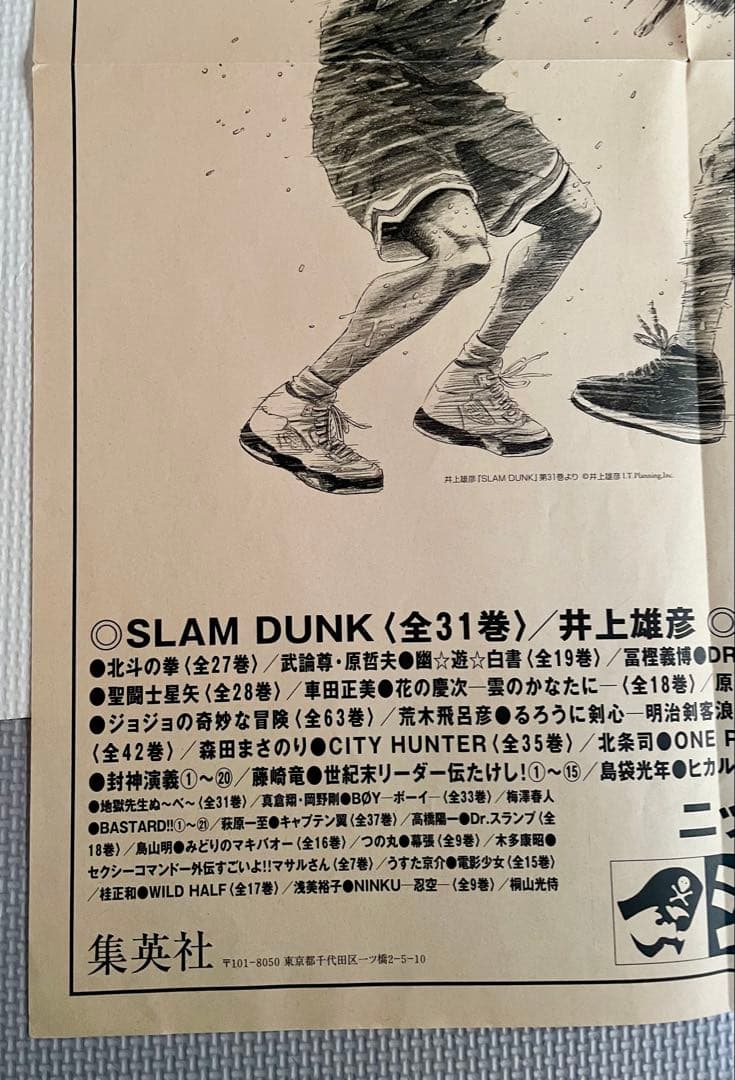 井上雄彦『SLAM DUNK』第31巻より ©井上雄彦 I.T.Planning,Inc.
◎SLAM DUNK〈全31巻〉／井上雄彦◎
●北斗の拳〈全27巻〉／武論尊・原哲夫●幽☆遊☆白書〈全19巻〉／冨樫義博●DR
●聖闘士星矢〈全28巻〉／車田正美●花の慶次—雲のかなたに—〈全18巻〉／原
●ジョジョの奇妙な冒険〈全63巻〉／荒木飛呂彦●るろうに剣心—明治剣客浪
〈全42巻〉／森田まさのり●CITY HUNTER〈全35巻〉／北条司●ONE P
●封神演義①〜⑳／藤崎竜●世紀末リーダー伝たけし!①〜⑮／島袋光年●ヒカル
●地獄先生ぬ〜べ〜〈全31巻〉／真倉翔・岡野剛●BØY—ボーイ—〈全33巻〉／梅澤春人
●BASTARD!!①〜㉑／萩原一至●キャプテン翼〈全37巻〉／高橋陽一●Dr.スランプ〈全
18巻〉／鳥山明●みどりのマキバオー〈全16巻〉／つの丸●幕張〈全9巻〉／木多康昭●
セクシーコマンドー外伝すごいよ!!マサルさん〈全7巻〉／うすた京介●電影少女〈全15巻〉
／桂正和●WILD HALF〈全17巻〉／浅美裕子●NINKU—忍空—〈全9巻〉／桐山光侍
ニッ
集英社 〒101-8050 東京都千代田区一ツ橋2-5-10